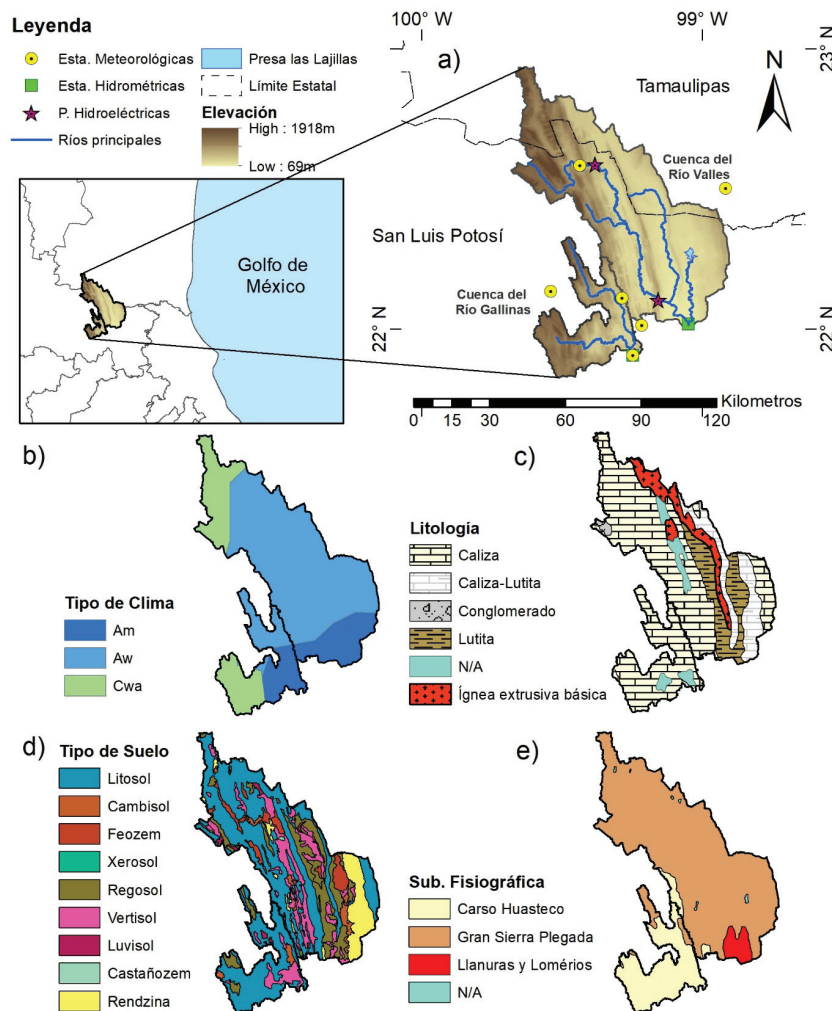 Leyenda
Esta. Meteorológicas
Presa las Lajillas
Esta. Hidrométricas
Límite Estatal
P. Hidroeléctricas
Elevación
Ríos principales
High : 1918m
Low : 69m
100° W
99° W
a)
23° N
N
Tamaulipas
Cuenca del
Río Valles
San Luis Potosí
Golfo de
México
Cuenca del
Río Gallinas
22° N
22° N
Kilometros
0 15 30 60 90 120
b)
Tipo de Clima
Am
Aw
Cwa
c)
Litología
Caliza
Caliza-Lutita
Conglomerado
Lutita
N/A
Ígnea extrusiva básica
d)
Tipo de Suelo
Litosol
Cambisol
Feozem
Xerosol
Regosol
Vertisol
Luvisol
Castañozem
Rendzina
e)
Sub. Fisiográfica
Carso Huasteco
Gran Sierra Plegada
Llanuras y Lomérios
N/A